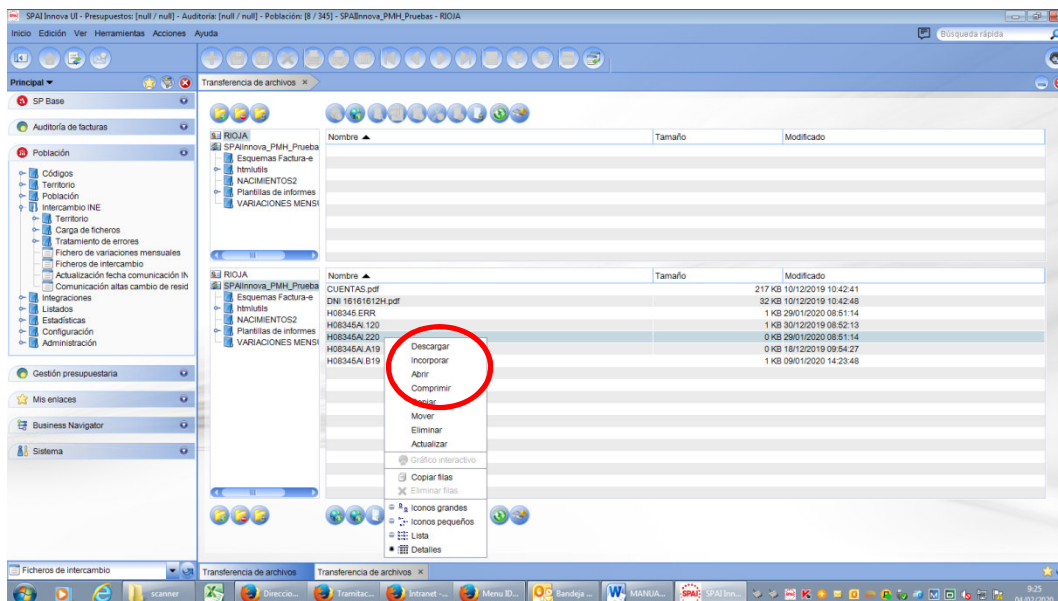 SPAI Innova UI - Presupuestos: [null / null] - Auditoría: [null / null] - Población: [8 / 345] - SPAIInnova_PMH_Pruebas - RIOJA
Inicio Edición Ver Herramientas Acciones Ayuda
Búsqueda rápida
Principal
Transferencia de archivos
SP Base
Auditoría de facturas
Población
Códigos
Territorio
Población
Intercambio INE
Territorio
Carga de ficheros
Tratamiento de errores
Fichero de variaciones mensuales
Ficheros de intercambio
Actualización fecha comunicación IN
Comunicación altas cambio de resid
Integraciones
Listados
Estadísticas
Configuración
Administración
Gestión presupuestaria
Mis enlaces
Business Navigator
Sistema
RIOJA
SPAIInnova_PMH_Prueba
Esquemas Factura-e
htmlutils
NACIMIENTOS2
Plantillas de informes
VARIACIONES MENSU
Nombre Tamaño Modificado
RIOJA
SPAIInnova_PMH_Prueba
Esquemas Factura-e
htmlutils
NACIMIENTOS2
Plantillas de informes
VARIACIONES MENSU
Nombre Tamaño Modificado
CUENTAS.pdf 217 KB 10/12/2019 10:42:41
DNI 16161612H.pdf 32 KB 10/12/2019 10:42:48
H08345.ERR 1 KB 29/01/2020 08:51:14
H08345AI.120 1 KB 30/12/2019 08:52:13
H08345AI.220 0 KB 29/01/2020 08:51:14
H08345AI.A19 0 KB 18/12/2019 09:54:27
H08345AI.B19 1 KB 09/01/2020 14:23:48
Descargar
Incorporar
Abrir
Comprimir
Copiar
Mover
Eliminar
Actualizar
Gráfico interactivo
Copiar filas
Eliminar filas
Iconos grandes
Iconos pequeños
Lista
Detalles
Ficheros de intercambio
Transferencia de archivos Transferencia de archivos
scanner Direccio... Tramitac... Intranet -... Menu ID... Bandeja ... MANUA... SPAI Inn...
9:25
04/02/2020